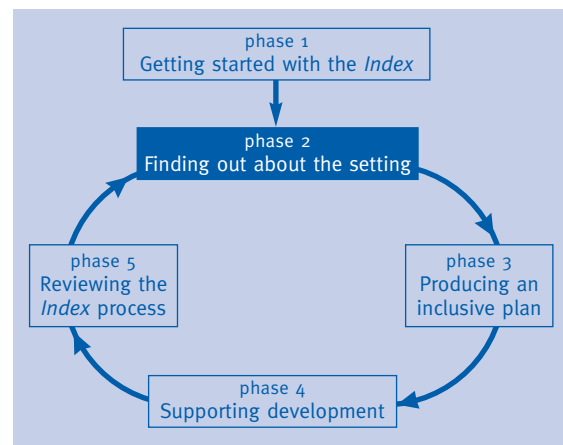 phase 1
Getting started with the Index
phase 2
Finding out about the setting
phase 5
Reviewing the
Index process
phase 3
Producing an
inclusive plan
phase 4
Supporting development